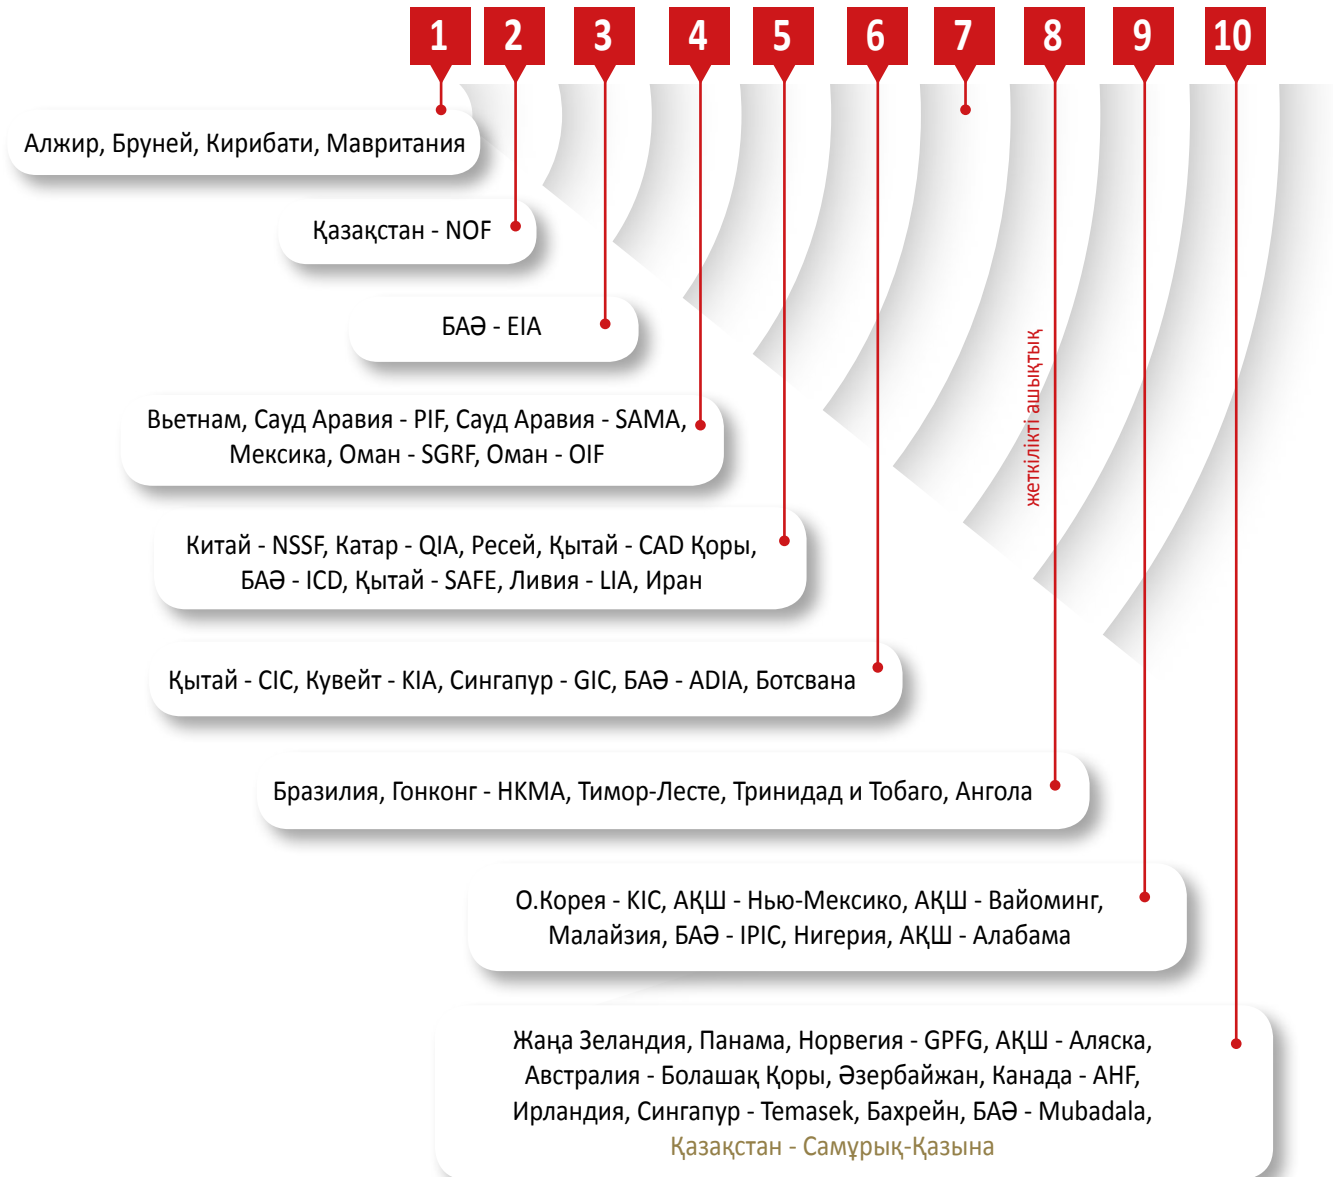 1 2 3 4 5 6 7 8 9 10
Алжир, Бруней, Кирибати, Мавритания
Қазақстан - NOF
БАӘ - EIA
жеткілікті ашықтық
Вьетнам, Сауд Аравия - PIF, Сауд Аравия - SAMA,
Мексика, Оман - SGRF, Оман - OIF
Китай - NSSF, Катар - QIA, Ресей, Қытай - CAD Қоры,
БАӘ - ICD, Қытай - SAFE, Ливия - LIA, Иран
Қытай - CIC, Кувейт - KIA, Сингапур - GIC, БАӘ - ADIA, Ботсвана
Бразилия, Гонконг - HKMA, Тимор-Лесте, Тринидад и Тобаго, Ангола
О.Корея - KIC, АҚШ - Нью-Мексико, АҚШ - Вайоминг,
Малайзия, БАӘ - IPIC, Нигерия, АҚШ - Алабама
Жаңа Зеландия, Панама, Норвегия - GPFG, АҚШ - Аляска,
Австралия - Болашақ Қоры, Әзербайжан, Канада - AHF,
Ирландия, Сингапур - Temasek, Бахрейн, БАӘ - Mubadala,
Қазақстан - Самұрық-Қазына